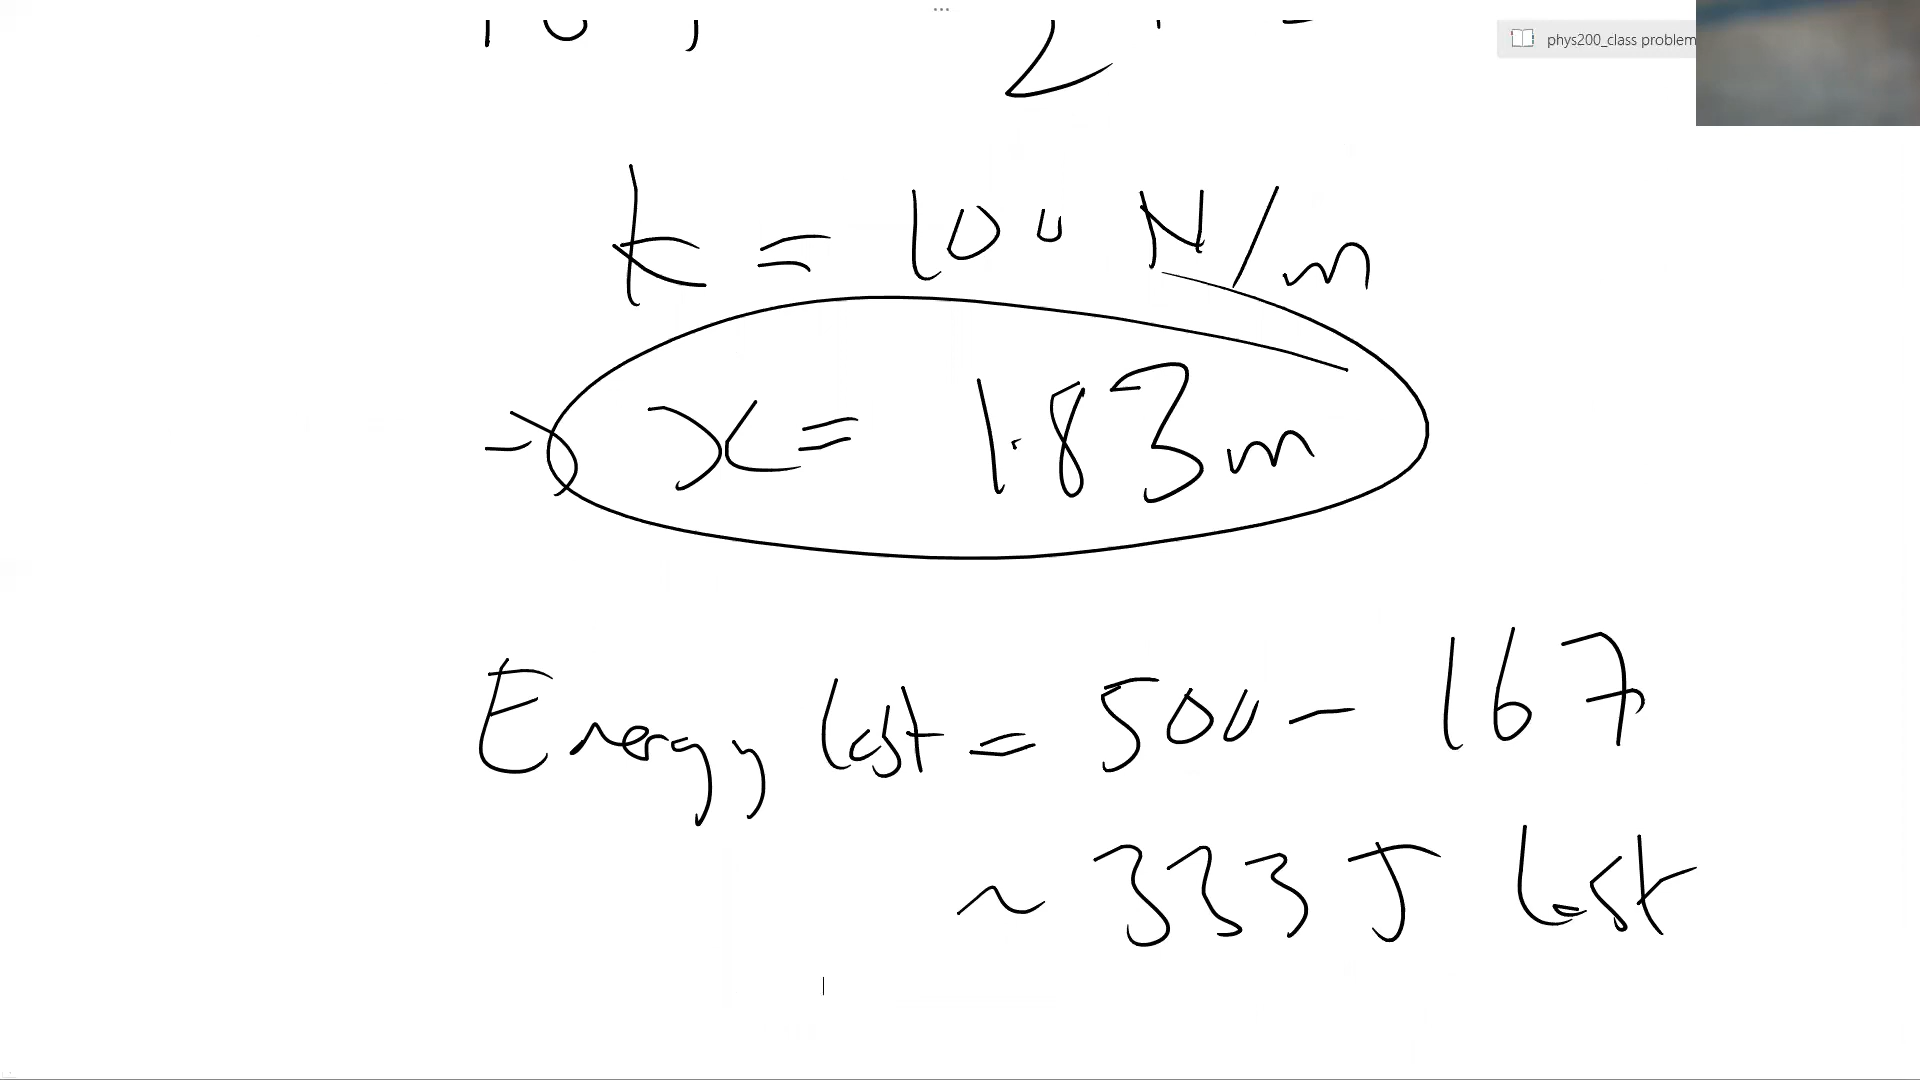 phys200_class problem
k = 100 N/m
→ x = 1.83m
Energy lost = 500 - 167
~ 333 J lost